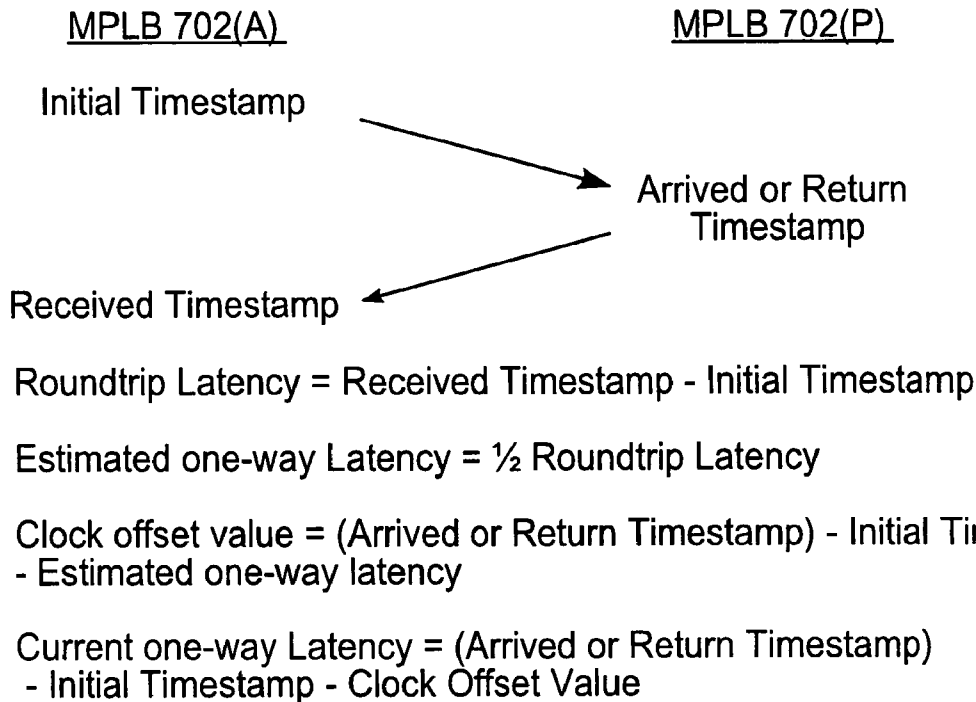 MPLB 702(A)
MPLB 702(P)
Initial Timestamp
Arrived or Return
Timestamp
Received Timestamp
Roundtrip Latency = Received Timestamp - Initial Timestamp
Estimated one-way Latency = ½ Roundtrip Latency
Clock offset value = (Arrived or Return Timestamp) - Initial
- Estimated one-way latency
Current one-way Latency = (Arrived or Return Timestamp)
- Initial Timestamp - Clock Offset Value